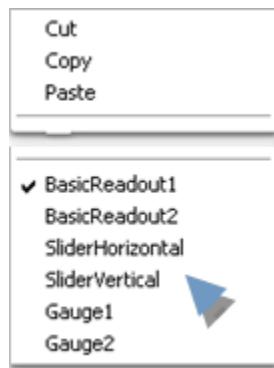 Cut
Copy
Paste
BasicReadout1
BasicReadout2
SliderHorizontal
SliderVertical
Gauge1
Gauge2